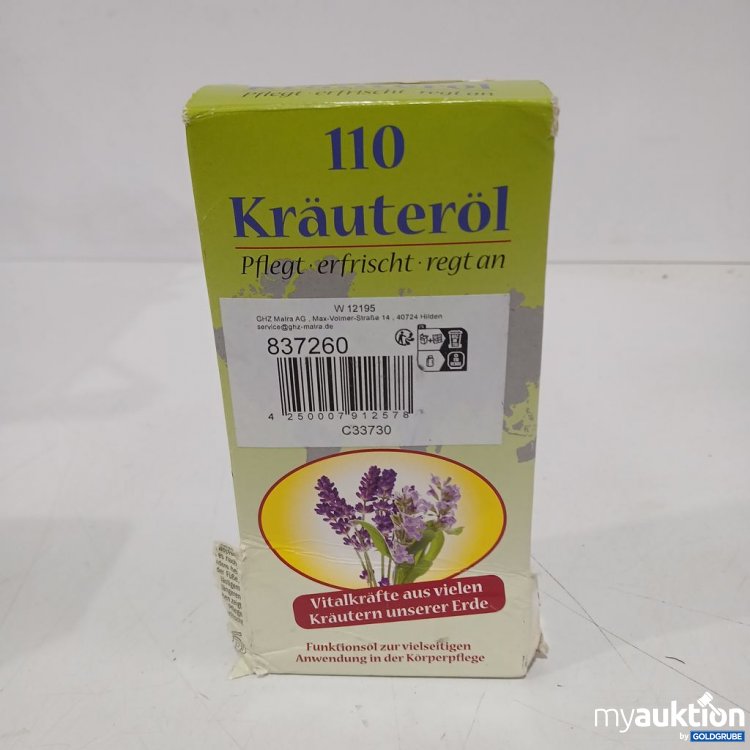 Pflegt · erfrischt · regt an
110
Kräuteröl
Pflegt · erfrischt · regt an
W 12195
GHZ Matra AG , Max-Volmer-Straße 14 , 40724 Hilden
service@ghz-matra.de
837260
4 250007 912578
C33730
Vitalkräfte aus vielen
Kräutern unserer Erde
Funktionsöl zur vielseitigen
Anwendung in der Körperpflege
myauktion
by GOLDGRUBE